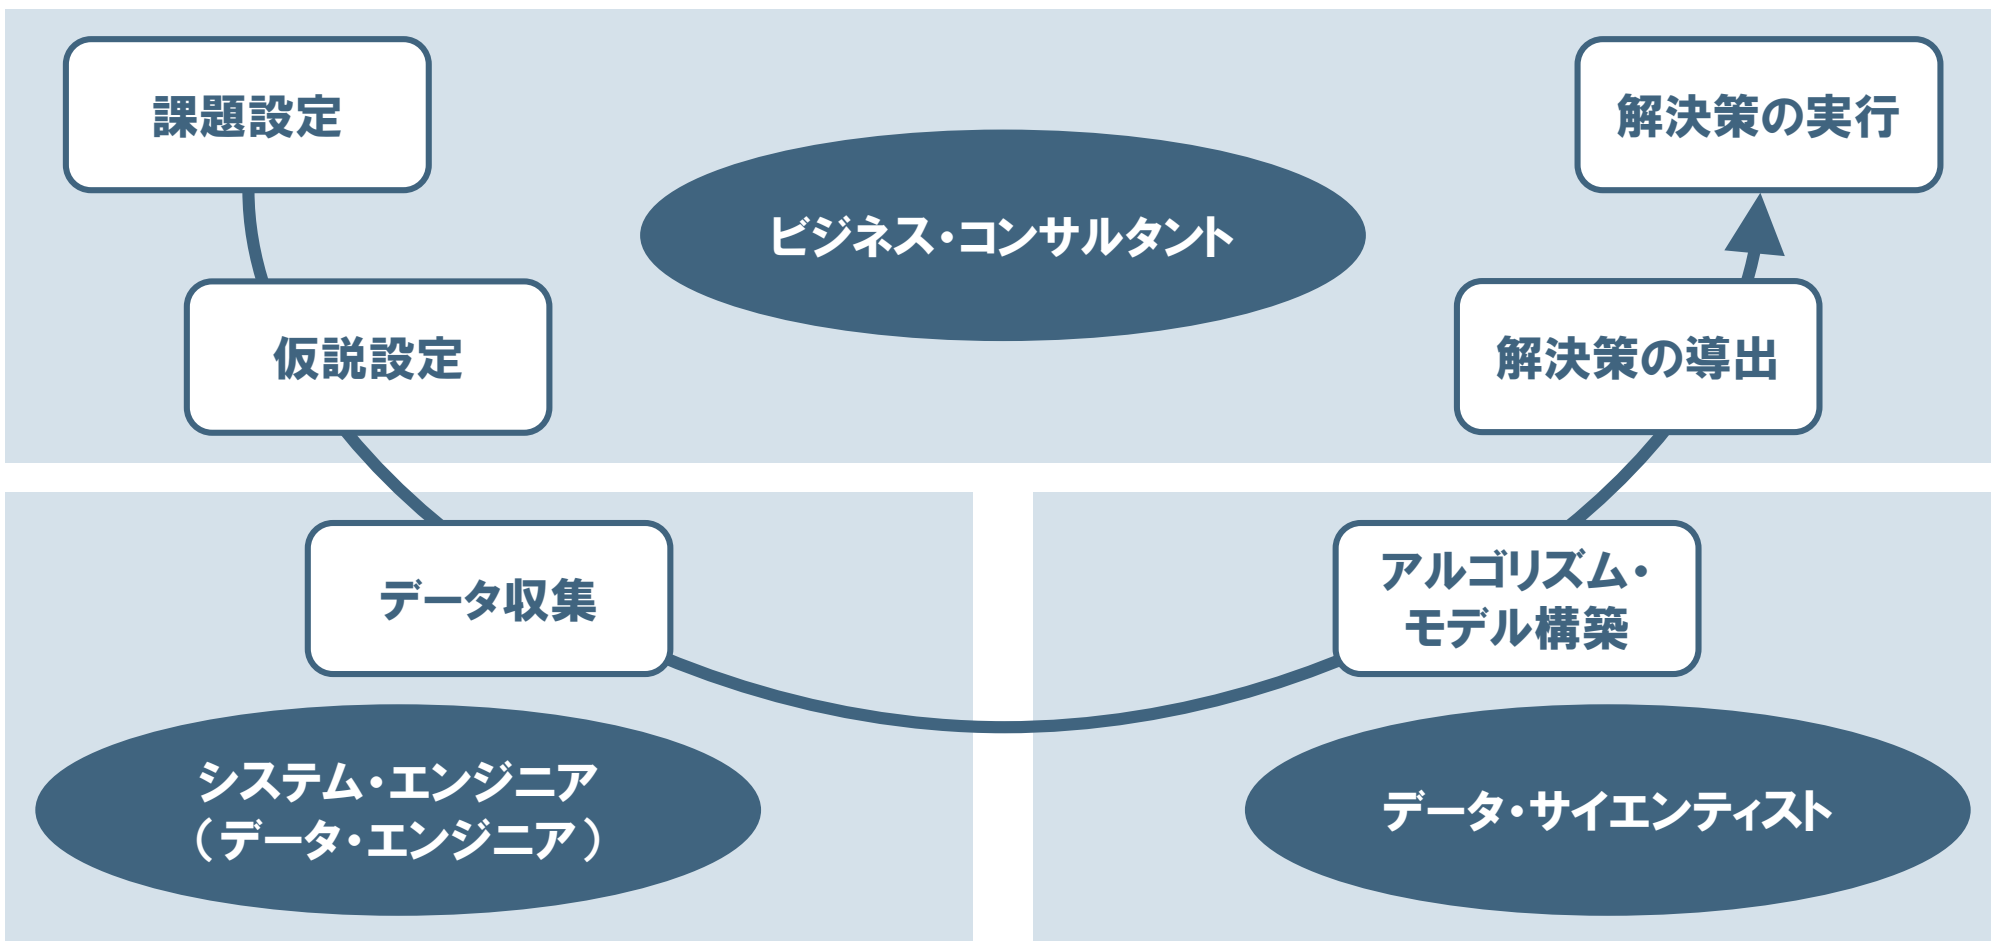 課題設定
解決策の実行
ビジネス・コンサルタント
仮説設定
解決策の導出
データ収集
アルゴリズム・
モデル構築
システム・エンジニア
（データ・エンジニア）
データ・サイエンティスト